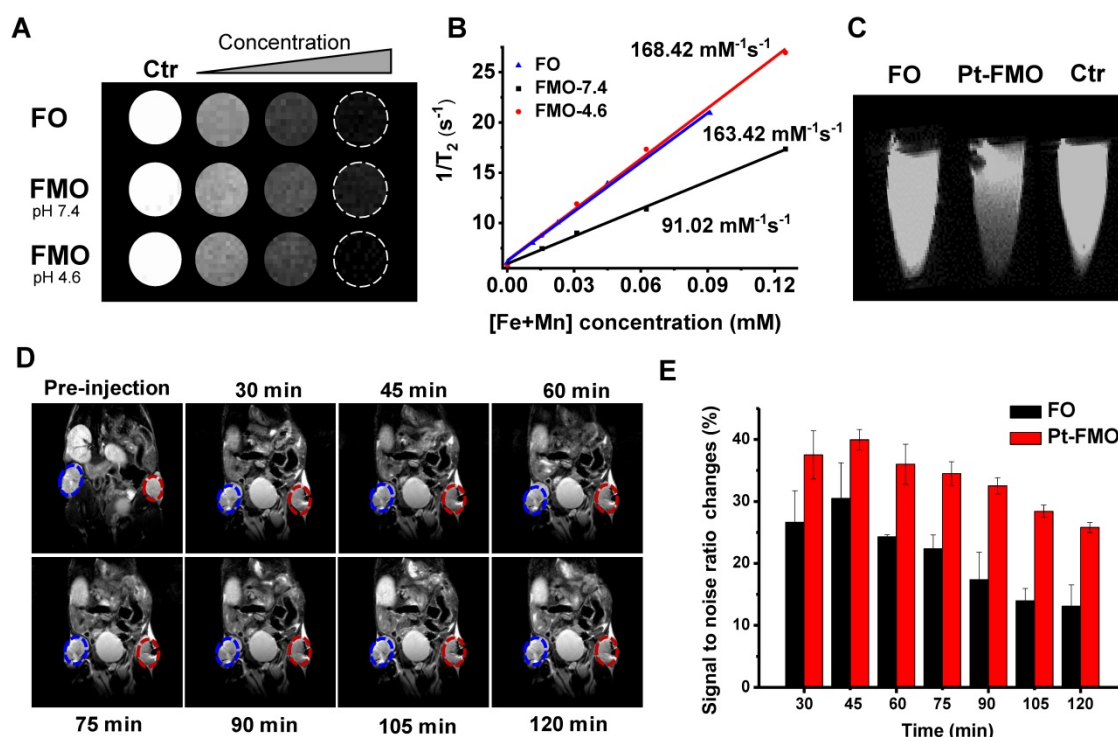 A
Concentration
Ctr
FO
FMO
pH 7.4
FMO
pH 4.6
B
1/T₂ (s⁻¹)
25
20
15
10
FO
FMO-7.4
FMO-4.6
168.42 mM⁻¹s⁻¹
163.42 mM⁻¹s⁻¹
91.02 mM⁻¹s⁻¹
0.00 0.03 0.06 0.09 0.12
[Fe+Mn] concentration (mM)
C
FO Pt-FMO Ctr
D
Pre-injection 30 min 45 min 60 min
75 min 90 min 105 min 120 min
E
Signal to noise ratio changes (%)
40
30
20
10
0
FO
Pt-FMO
30 45 60 75 90 105 120
Time (min)